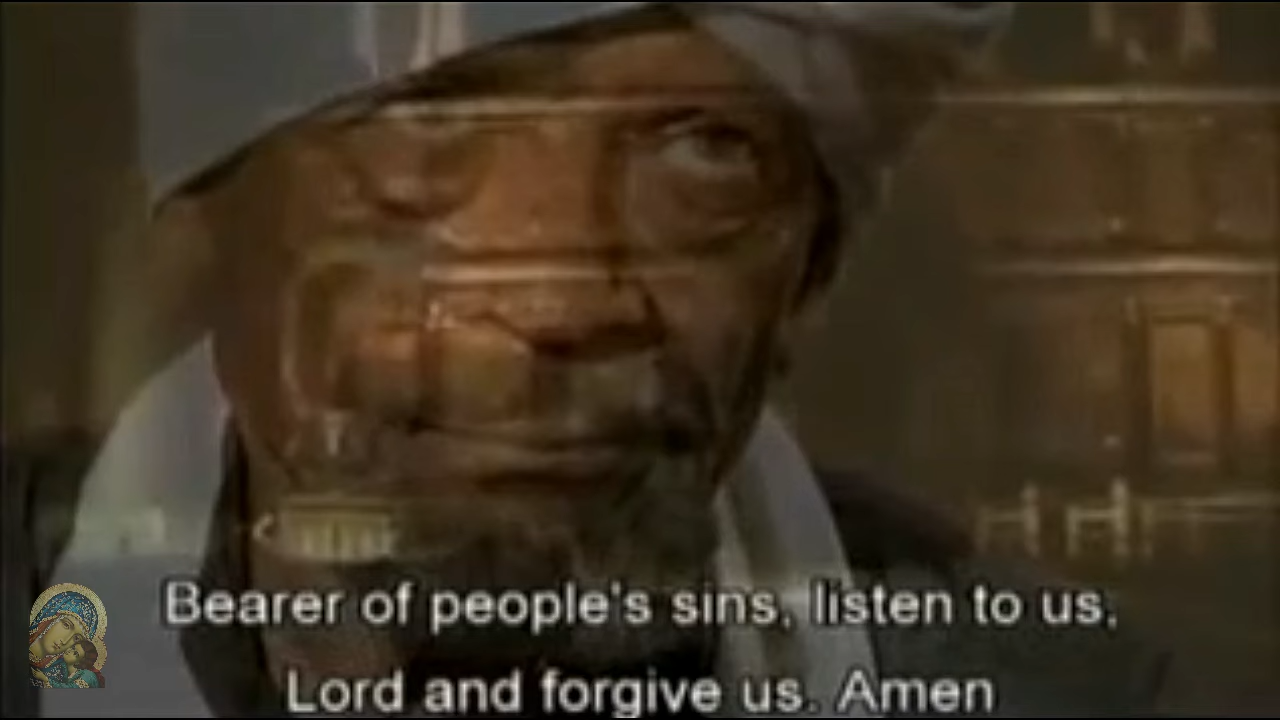 Bearer of people's sins, listen to us,
Lord and forgive us. Amen